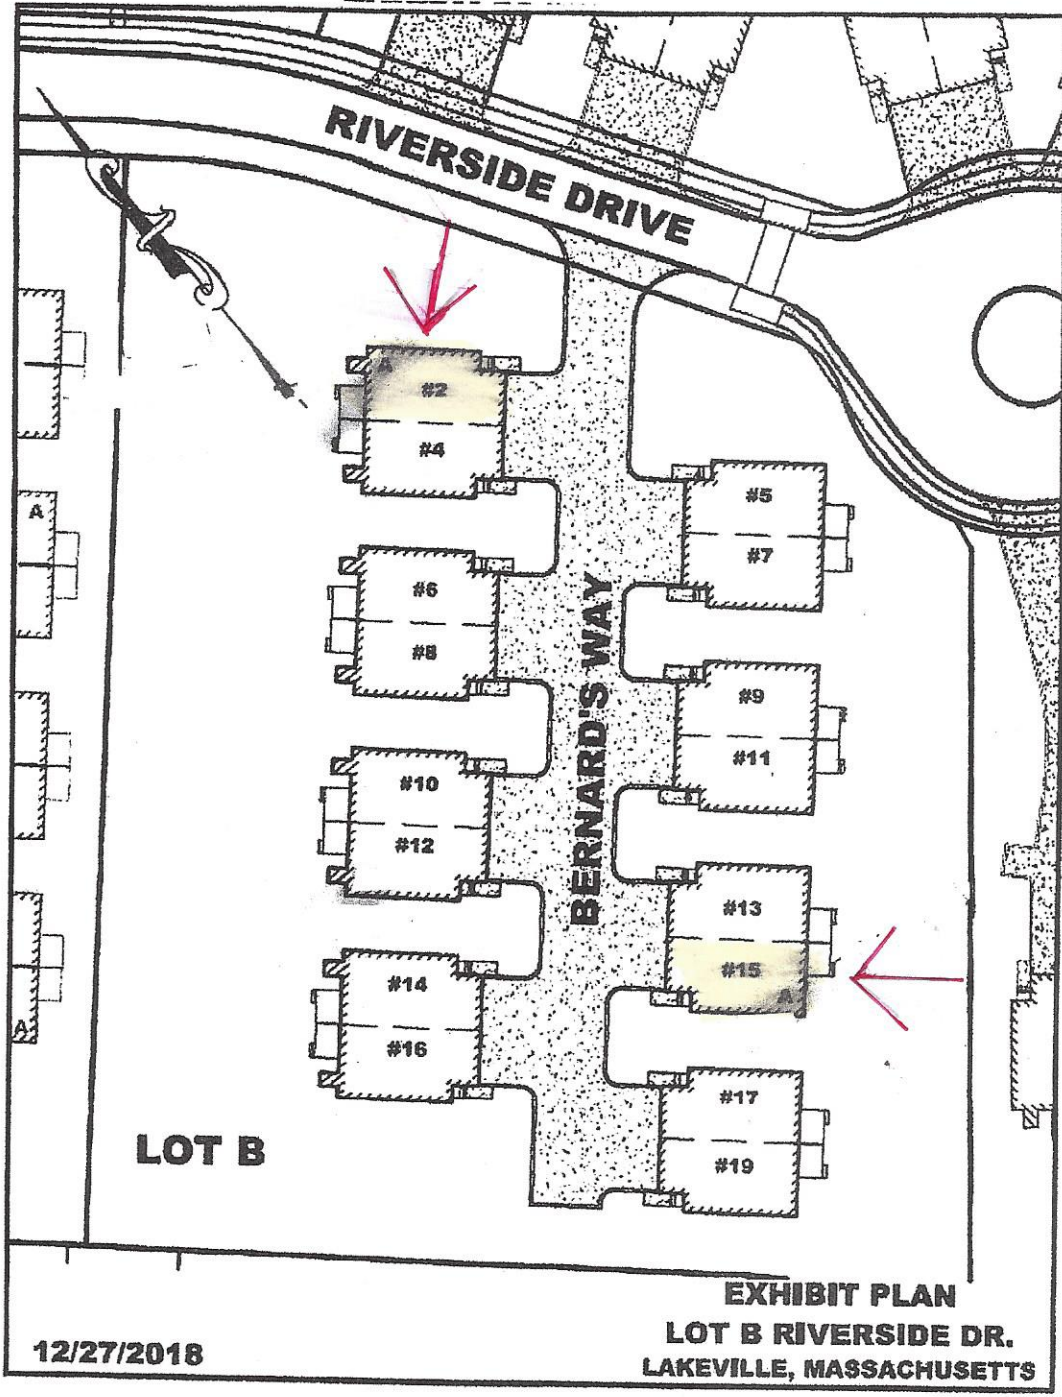 RIVERSIDE DRIVE
A
#2
#4
#5
#7
A
#6
#8
BERNARD'S WAY
#9
#11
#10
#12
#13
#15
A
#14
#16
A
#17
#19
LOT B
EXHIBIT PLAN
LOT B RIVERSIDE DR.
LAKEVILLE, MASSACHUSETTS
12/27/2018